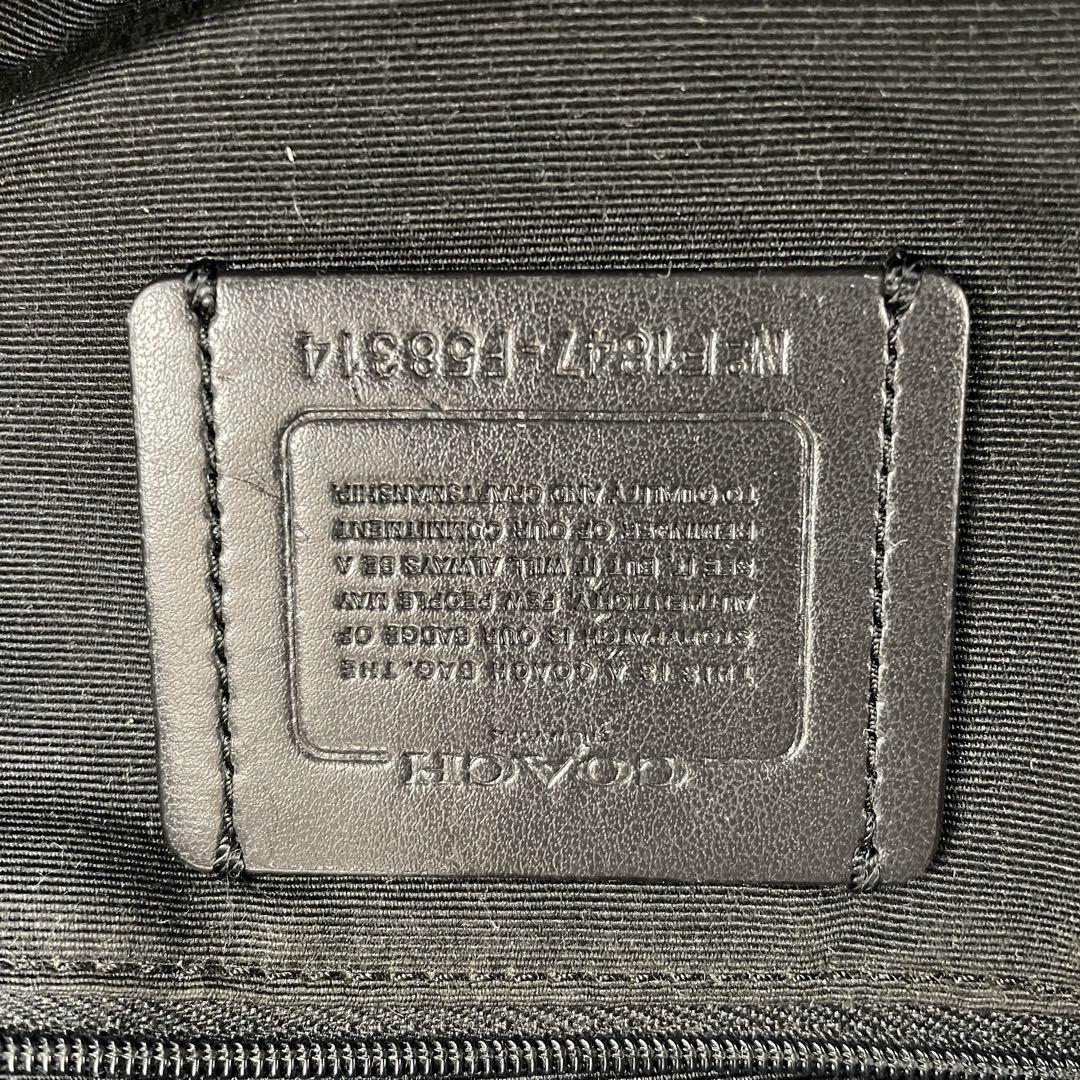 COACH
THIS IS A COACH BAG. THE
STORYPATCH IS OUR BADGE OF
AUTHENTICITY. FEW PEOPLE MAY
SEE IT, BUT IT WILL ALWAYS BE A
REMINDER OF OUR COMMITMENT
TO QUALITY AND CRAFTSMANSHIP
Nº F1847-F58314